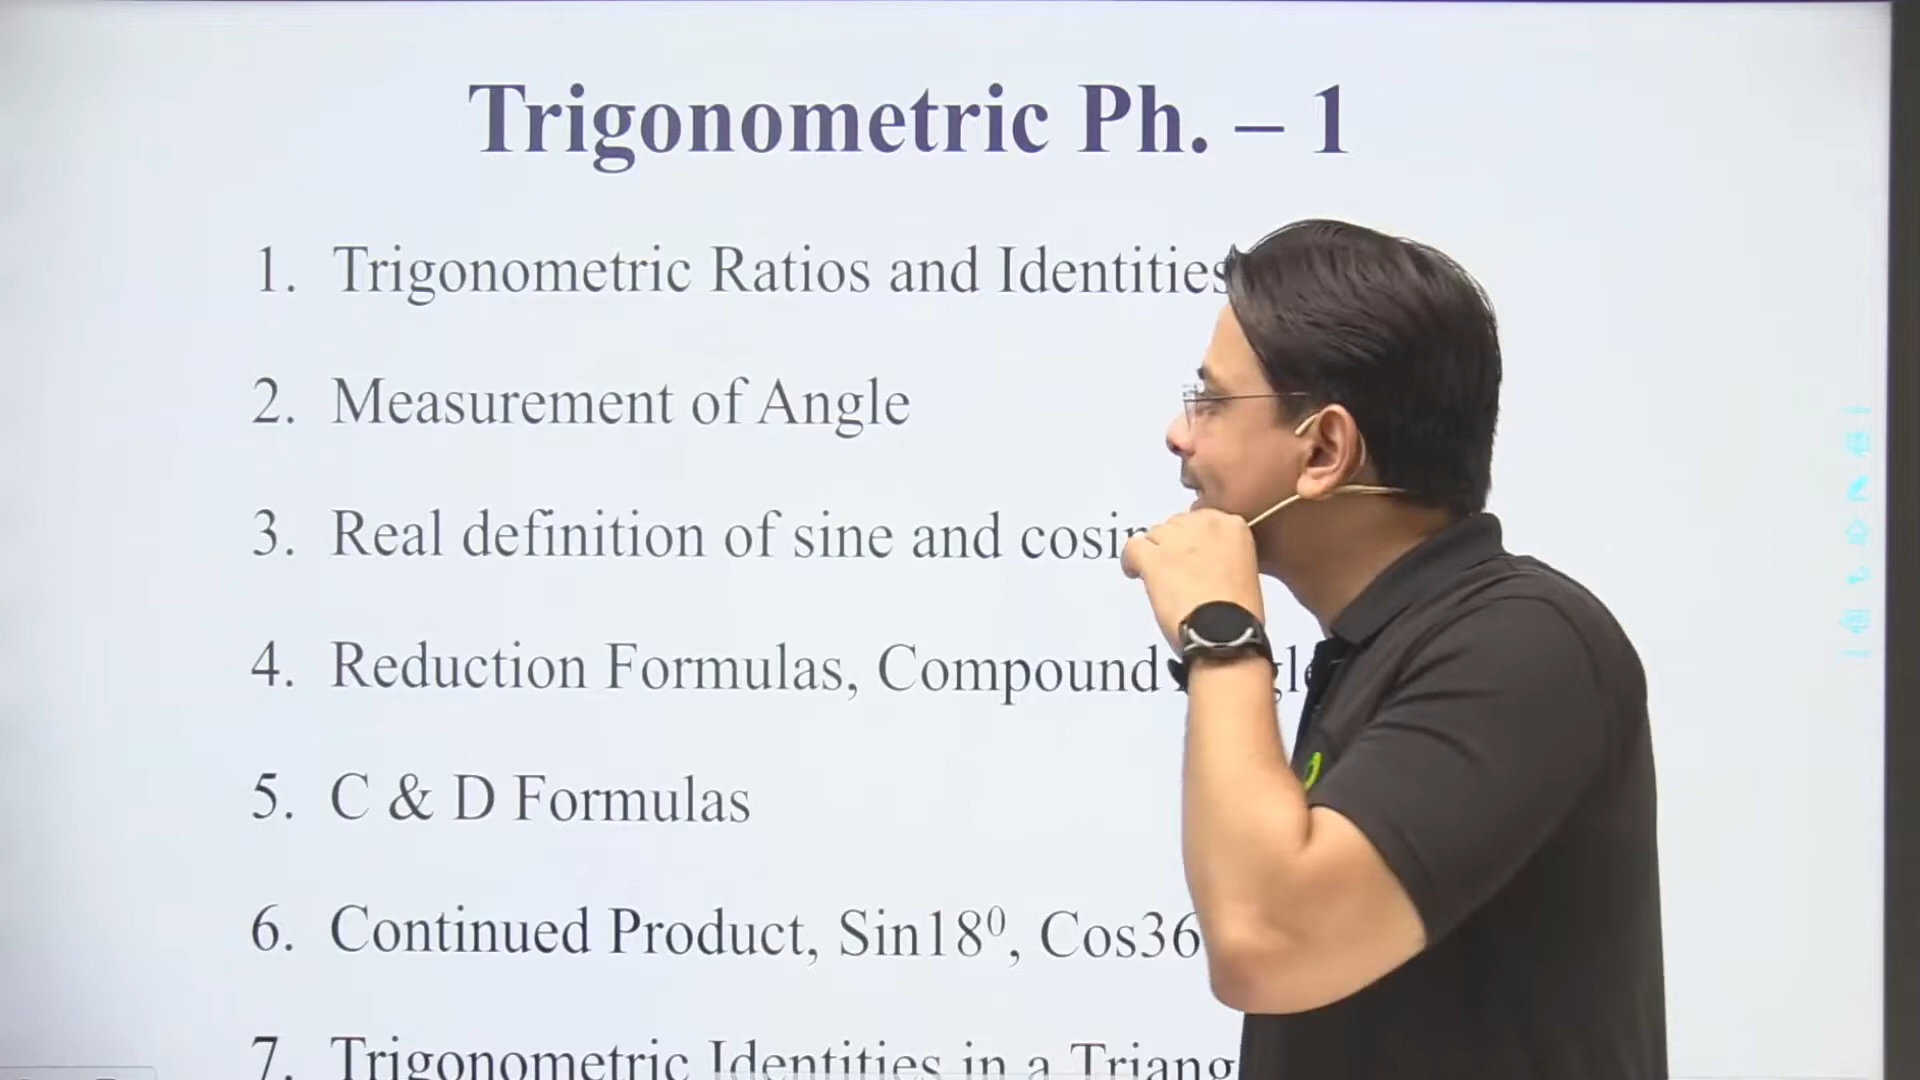 Trigonometric Ph. – 1
1. Trigonometric Ratios and Identities
2. Measurement of Angle
3. Real definition of sine and
4. Reduction Formulas, Compound
5. C & D Formulas
6. Continued Product, Sin18⁰, Cos36
7. Trigonometric Identities in a